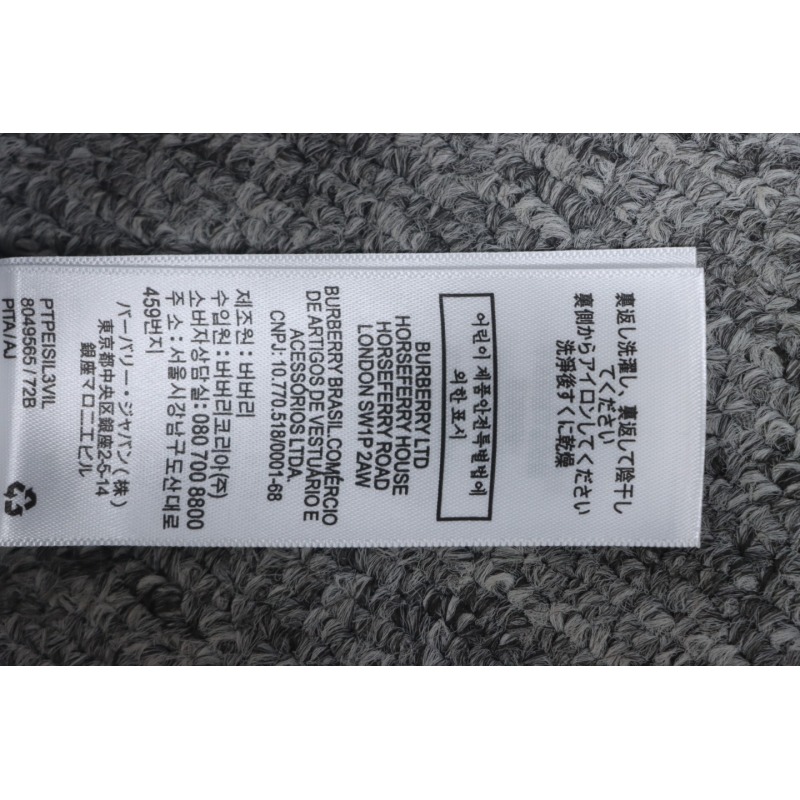 裏返し洗濯し、裏返して陰干し
てください
裏側からアイロンしてください
洗浄後すぐに乾燥
어린이 제품안전특별법에
의한 표시
BURBERRY LTD
HORSEFERRY HOUSE
HORSEFERRY ROAD
LONDON SW1P 2AW
BURBERRY BRASIL COMÉRCIO
DE ARTIGOS DE VESTUÁRIO E
ACESSORIOS LTDA.
CNPJ: 10.770.518/0001-68
제조원 : 버버리
수입원 : 버버리코리아(주)
소비자상담실: 080 700 8800
주 소 : 서울시강남구도산대로
459번지
バーバリー・ジャパン(株)
東京都中央区銀座2-5-14
銀座マロニエビル
PTPEISIL3VIL
8049565 / 72B
PITA/AJ